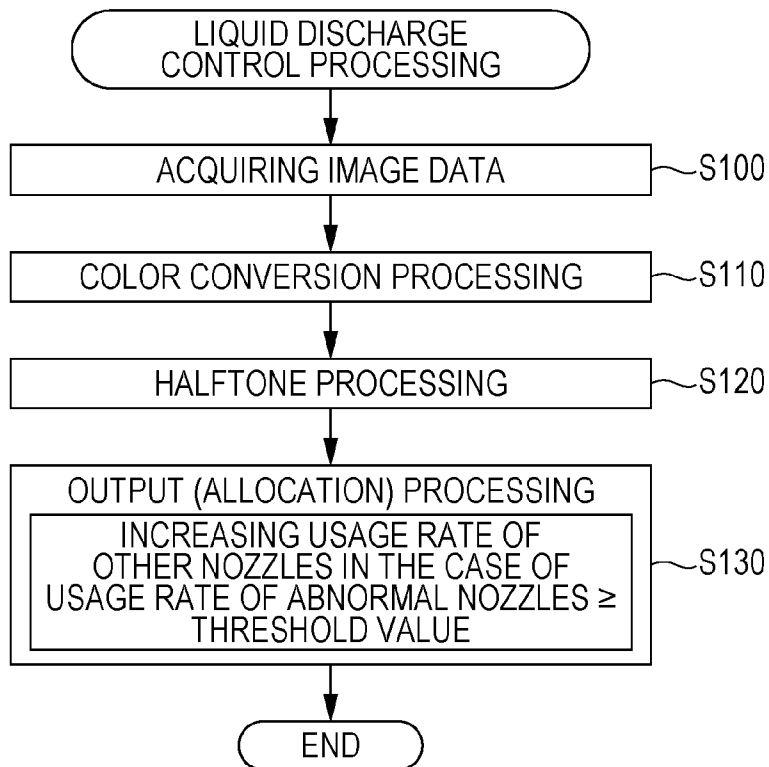 LIQUID DISCHARGE
CONTROL PROCESSING
ACQUIRING IMAGE DATA
S100
COLOR CONVERSION PROCESSING
S110
HALFTONE PROCESSING
S120
OUTPUT (ALLOCATION) PROCESSING
INCREASING USAGE RATE OF
OTHER NOZZLES IN THE CASE OF
USAGE RATE OF ABNORMAL NOZZLES ≥
THRESHOLD VALUE
S130
END